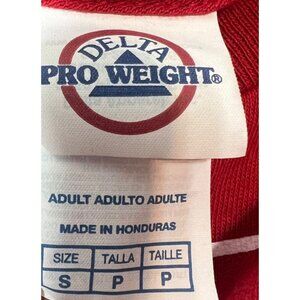 DELTA
PRO WEIGHT®
ADULT ADULTO ADULTE
MADE IN HONDURAS
SIZE TALLA TAILLE
S P P